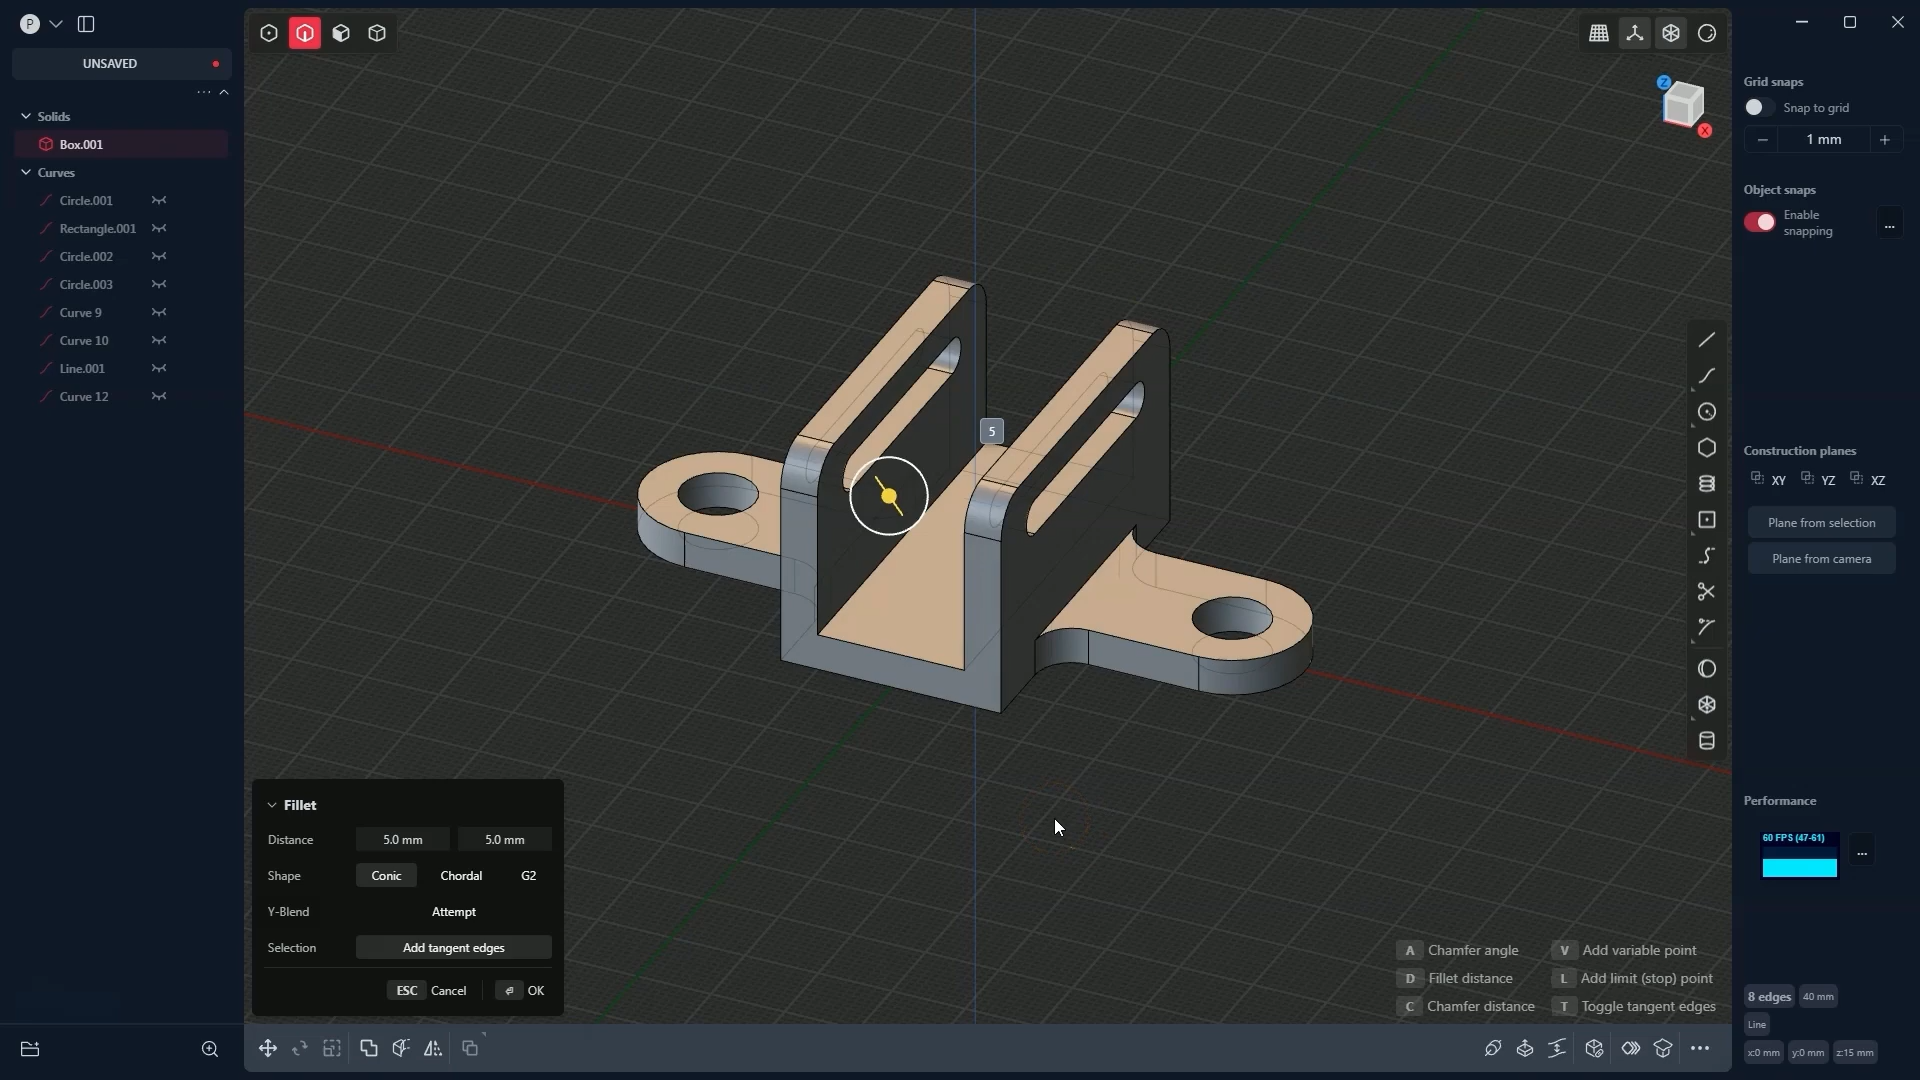 P
UNSAVED
...
Solids
Box.001
Curves
Circle.001
Rectangle.001
Circle.002
Circle.003
Curve 9
Curve 10
Line.001
Curve 12
Z
X
5
Fillet
Distance 5.0 mm 5.0 mm
Shape Conic Chordal G2
Y-Blend Attempt
Selection Add tangent edges
ESC Cancel OK
A Chamfer angle V Add variable point
D Fillet distance L Add limit (stop) point
C Chamfer distance T Toggle tangent edges
Grid snaps
Snap to grid
− 1 mm +
Object snaps
Enable
snapping
...
Construction planes
XY YZ XZ
Plane from selection
Plane from camera
Performance
60 FPS (47-61)
...
8 edges 40 mm
Line
x:0 mm y:0 mm z:15 mm